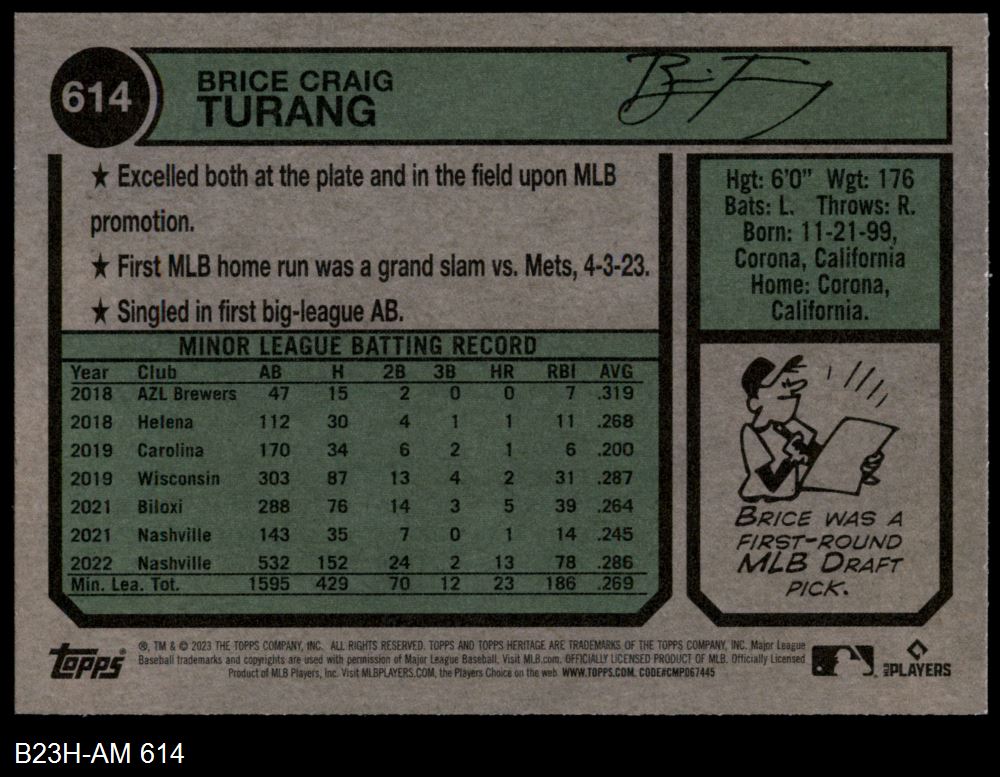 614
BRICE CRAIG
TURANG
★ Excelled both at the plate and in the field upon MLB
promotion.
★ First MLB home run was a grand slam vs. Mets, 4-3-23.
★ Singled in first big-league AB.
Hgt: 6'0" Wgt: 176
Bats: L. Throws: R.
Born: 11-21-99,
Corona, California
Home: Corona,
California.
MINOR LEAGUE BATTING RECORD
Year Club AB H 2B 3B HR RBI AVG
2018 AZL Brewers 47 15 2 0 0 7 .319
2018 Helena 112 30 4 1 1 11 .268
2019 Carolina 170 34 6 2 1 6 .200
2019 Wisconsin 303 87 13 4 2 31 .287
2021 Biloxi 288 76 14 3 5 39 .264
2021 Nashville 143 35 7 0 1 14 .245
2022 Nashville 532 152 24 2 13 78 .286
Min. Lea. Tot. 1595 429 70 12 23 186 .269
BRICE WAS A
FIRST-ROUND
MLB DRAFT
PICK.
topps
®, TM & © 2023 THE TOPPS COMPANY, INC. ALL RIGHTS RESERVED. TOPPS AND TOPPS HERITAGE ARE TRADEMARKS OF THE TOPPS COMPANY, INC. Major League
Baseball trademarks and copyrights are used with permission of Major League Baseball. Visit MLB.com. OFFICIALLY LICENSED PRODUCT OF MLB. Officially Licensed
Product of MLB Players, Inc. Visit MLBPLAYERS.COM, the Players Choice on the web. WWW.TOPPS.COM. CODE#CMP067445
MLB PLAYERS
B23H-AM 614